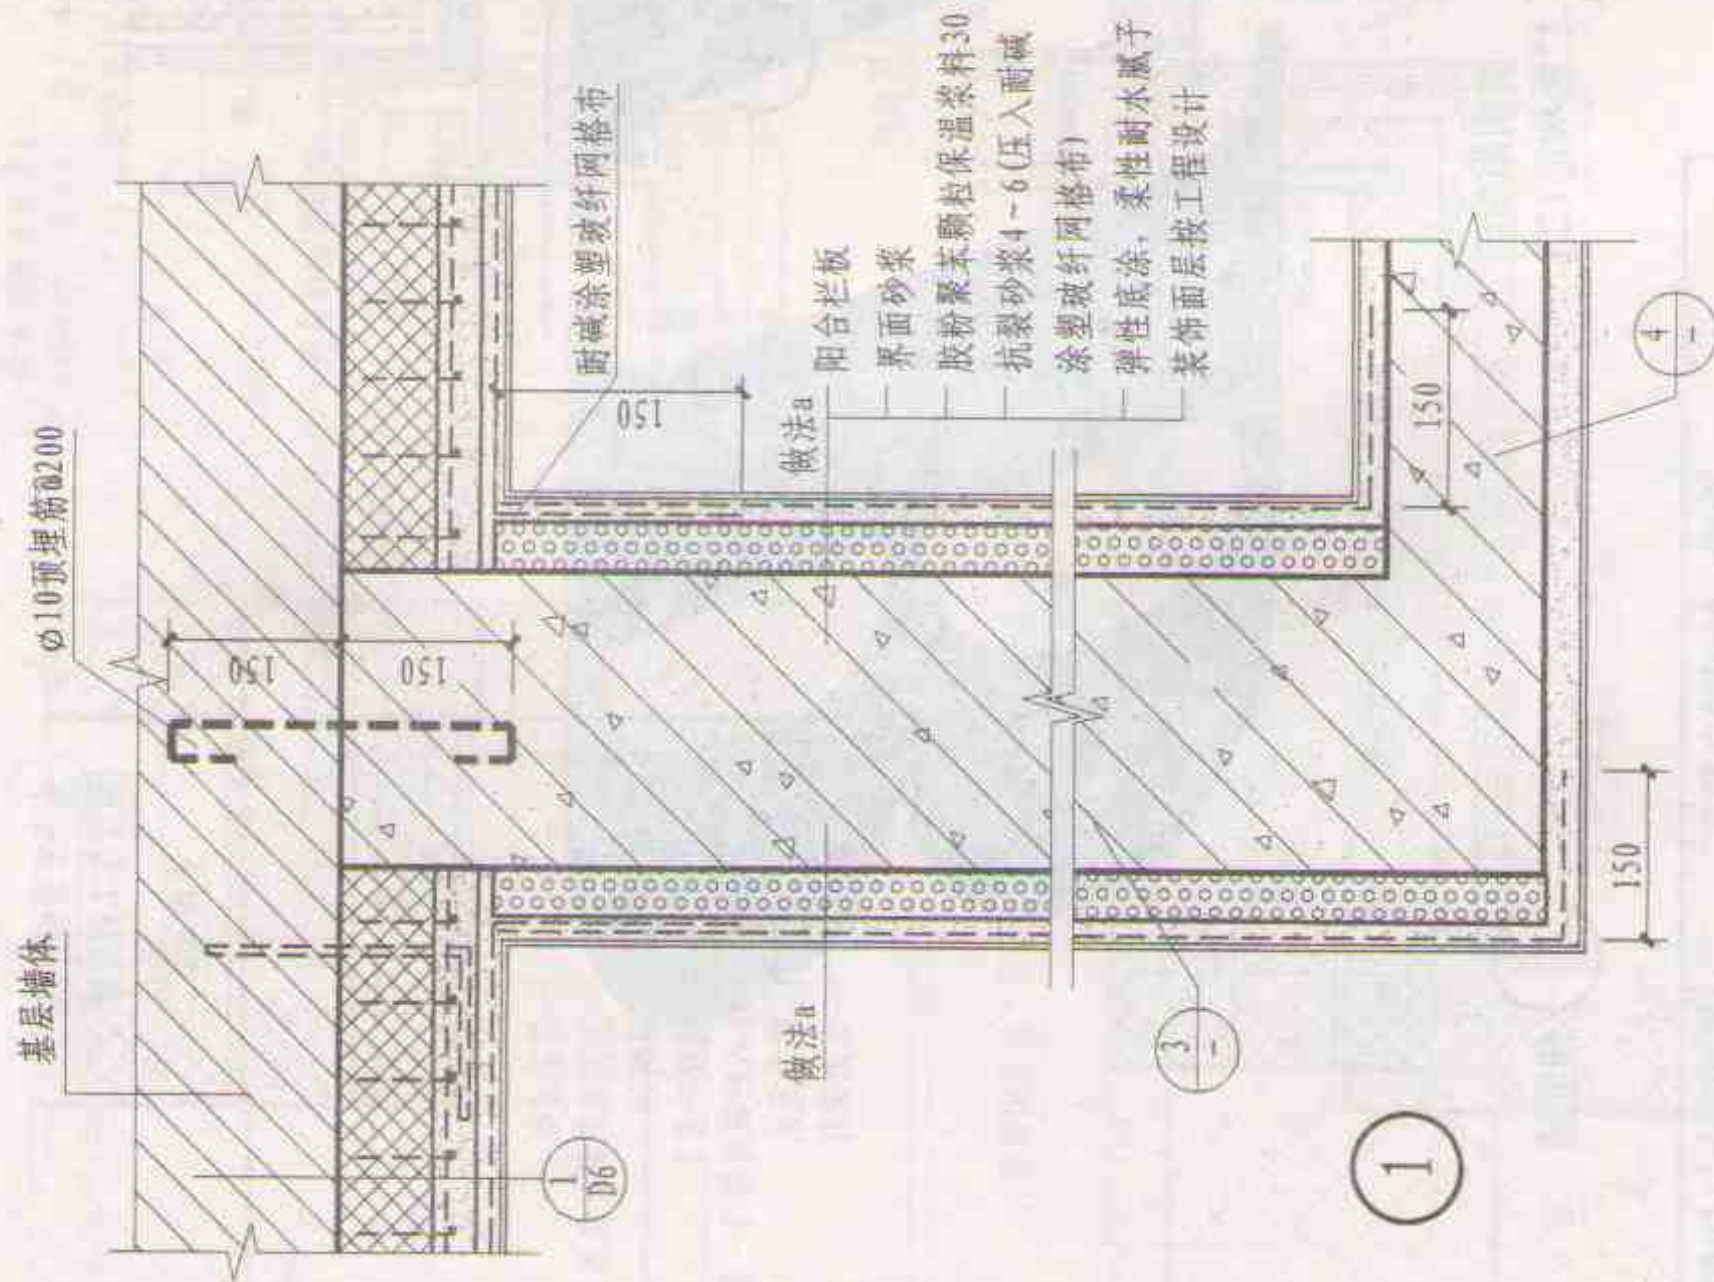 基层墙体
ø10预埋筋@200
150
150
耐碱涂塑玻纤网格布
150
做法a
阳台栏板
界面砂浆
胶粉聚苯颗粒保温浆料30
抗裂砂浆4~6(压入耐碱
涂塑玻纤网格布)
弹性底涂，柔性耐水腻子
装饰面层按工程设计
做法a
1
D6
3
-
150
4
-
150
1